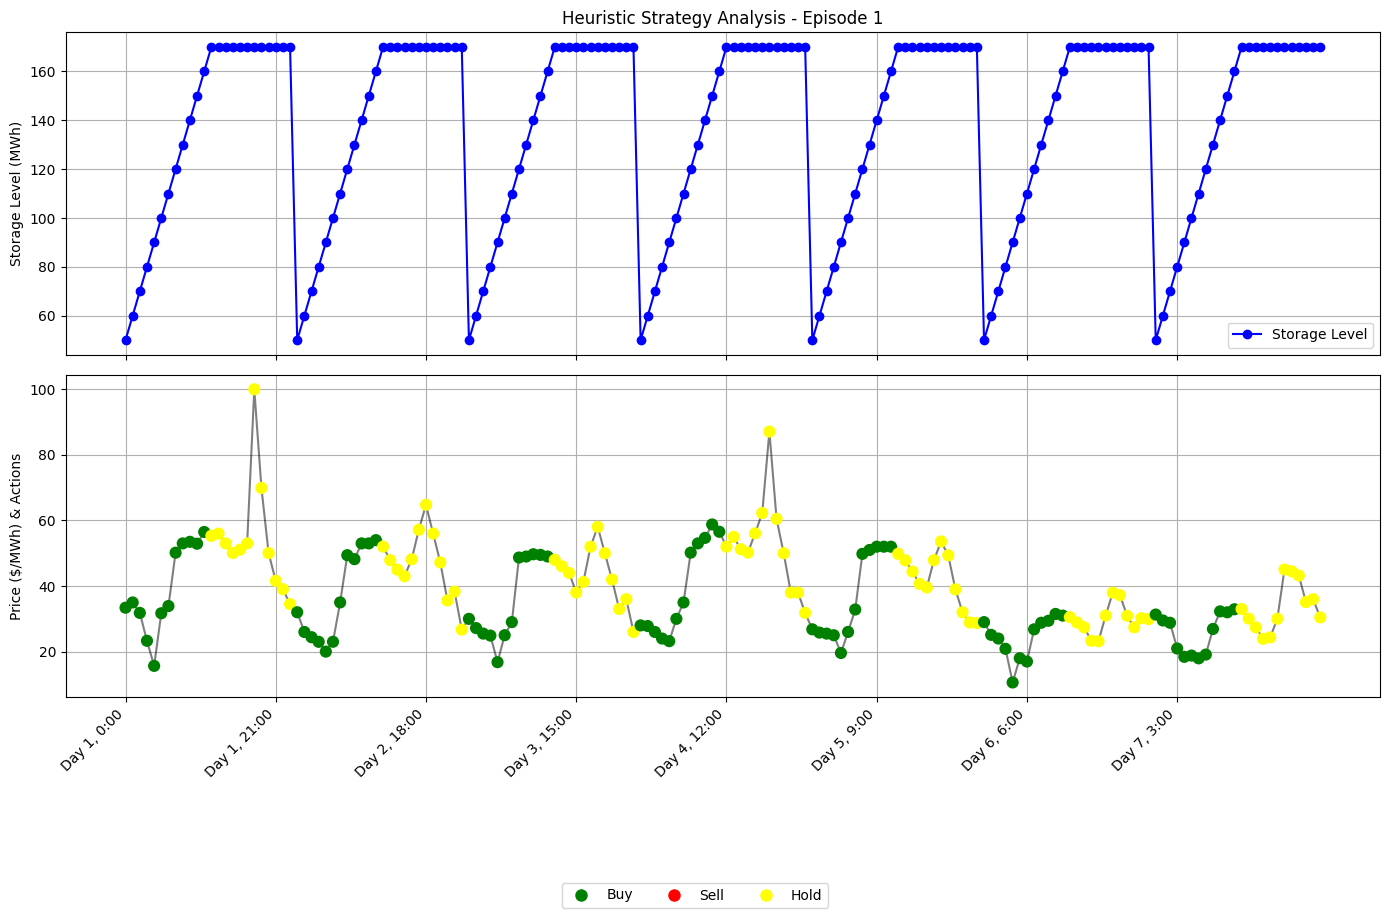 Heuristic Strategy Analysis - Episode 1
Storage Level (MWh)
160
140
120
100
80
60
Storage Level
Price ($/MWh) & Actions
100
80
60
40
20
Day 1, 0:00
Day 1, 21:00
Day 2, 18:00
Day 3, 15:00
Day 4, 12:00
Day 5, 9:00
Day 6, 6:00
Day 7, 3:00
Buy Sell Hold